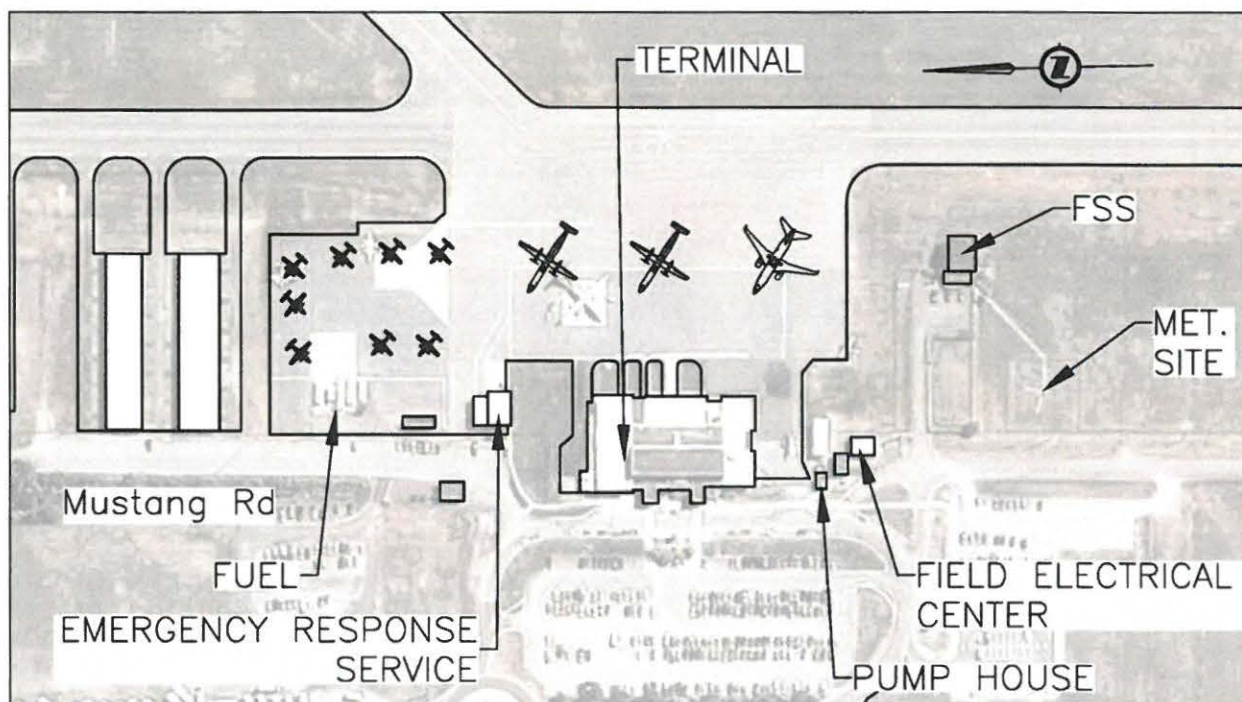 TERMINAL
FSS
MET.
SITE
Mustang Rd
FUEL
EMERGENCY RESPONSE
SERVICE
FIELD ELECTRICAL
CENTER
PUMP HOUSE